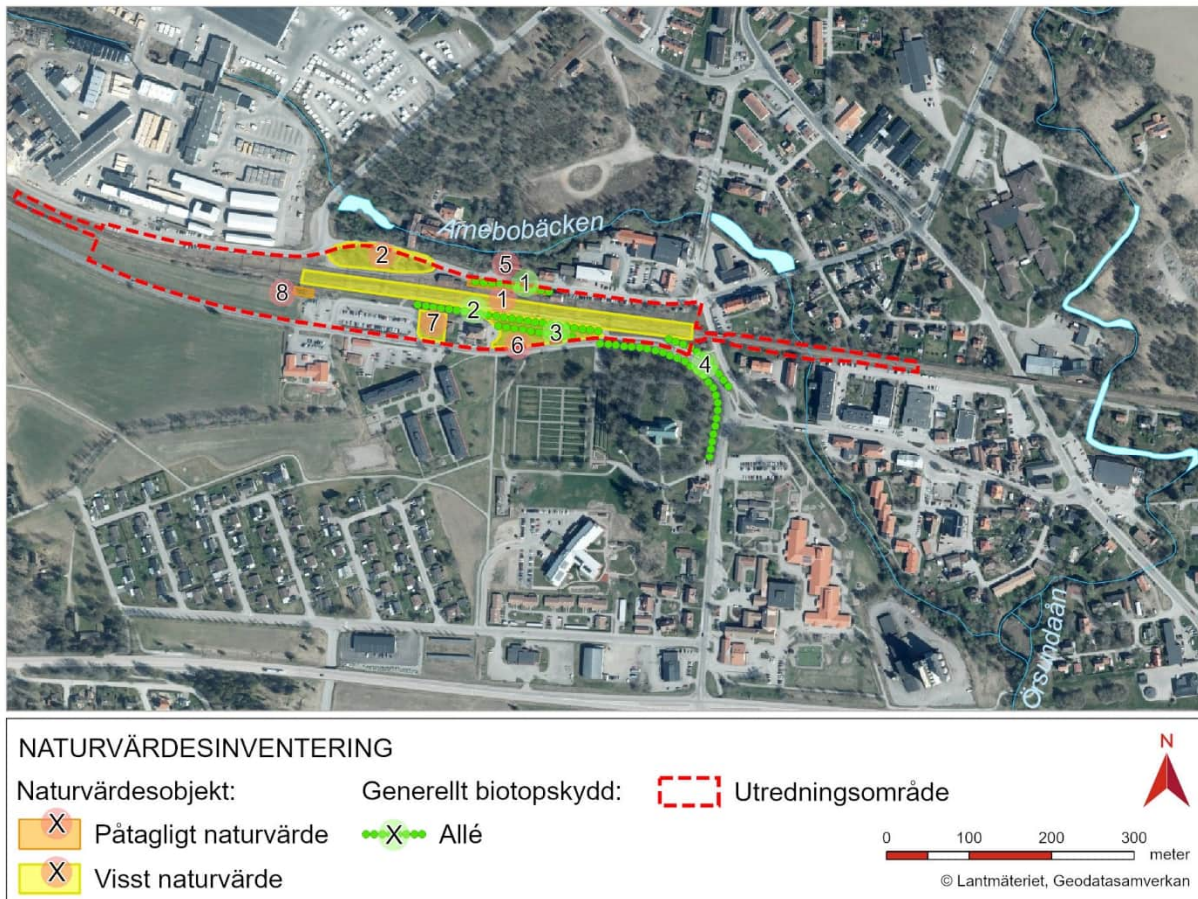 Arnebobäcken
2
5
1
1
8
2
7
3
6
4
Örsundaån
NATURVÄRDESINVENTERING
Naturvärdesobjekt:
X Påtagligt naturvärde
X Visst naturvärde
Generellt biotopskydd:
X Allé
Utredningsområde
N
0 100 200 300
meter
© Lantmäteriet, Geodatasamverkan